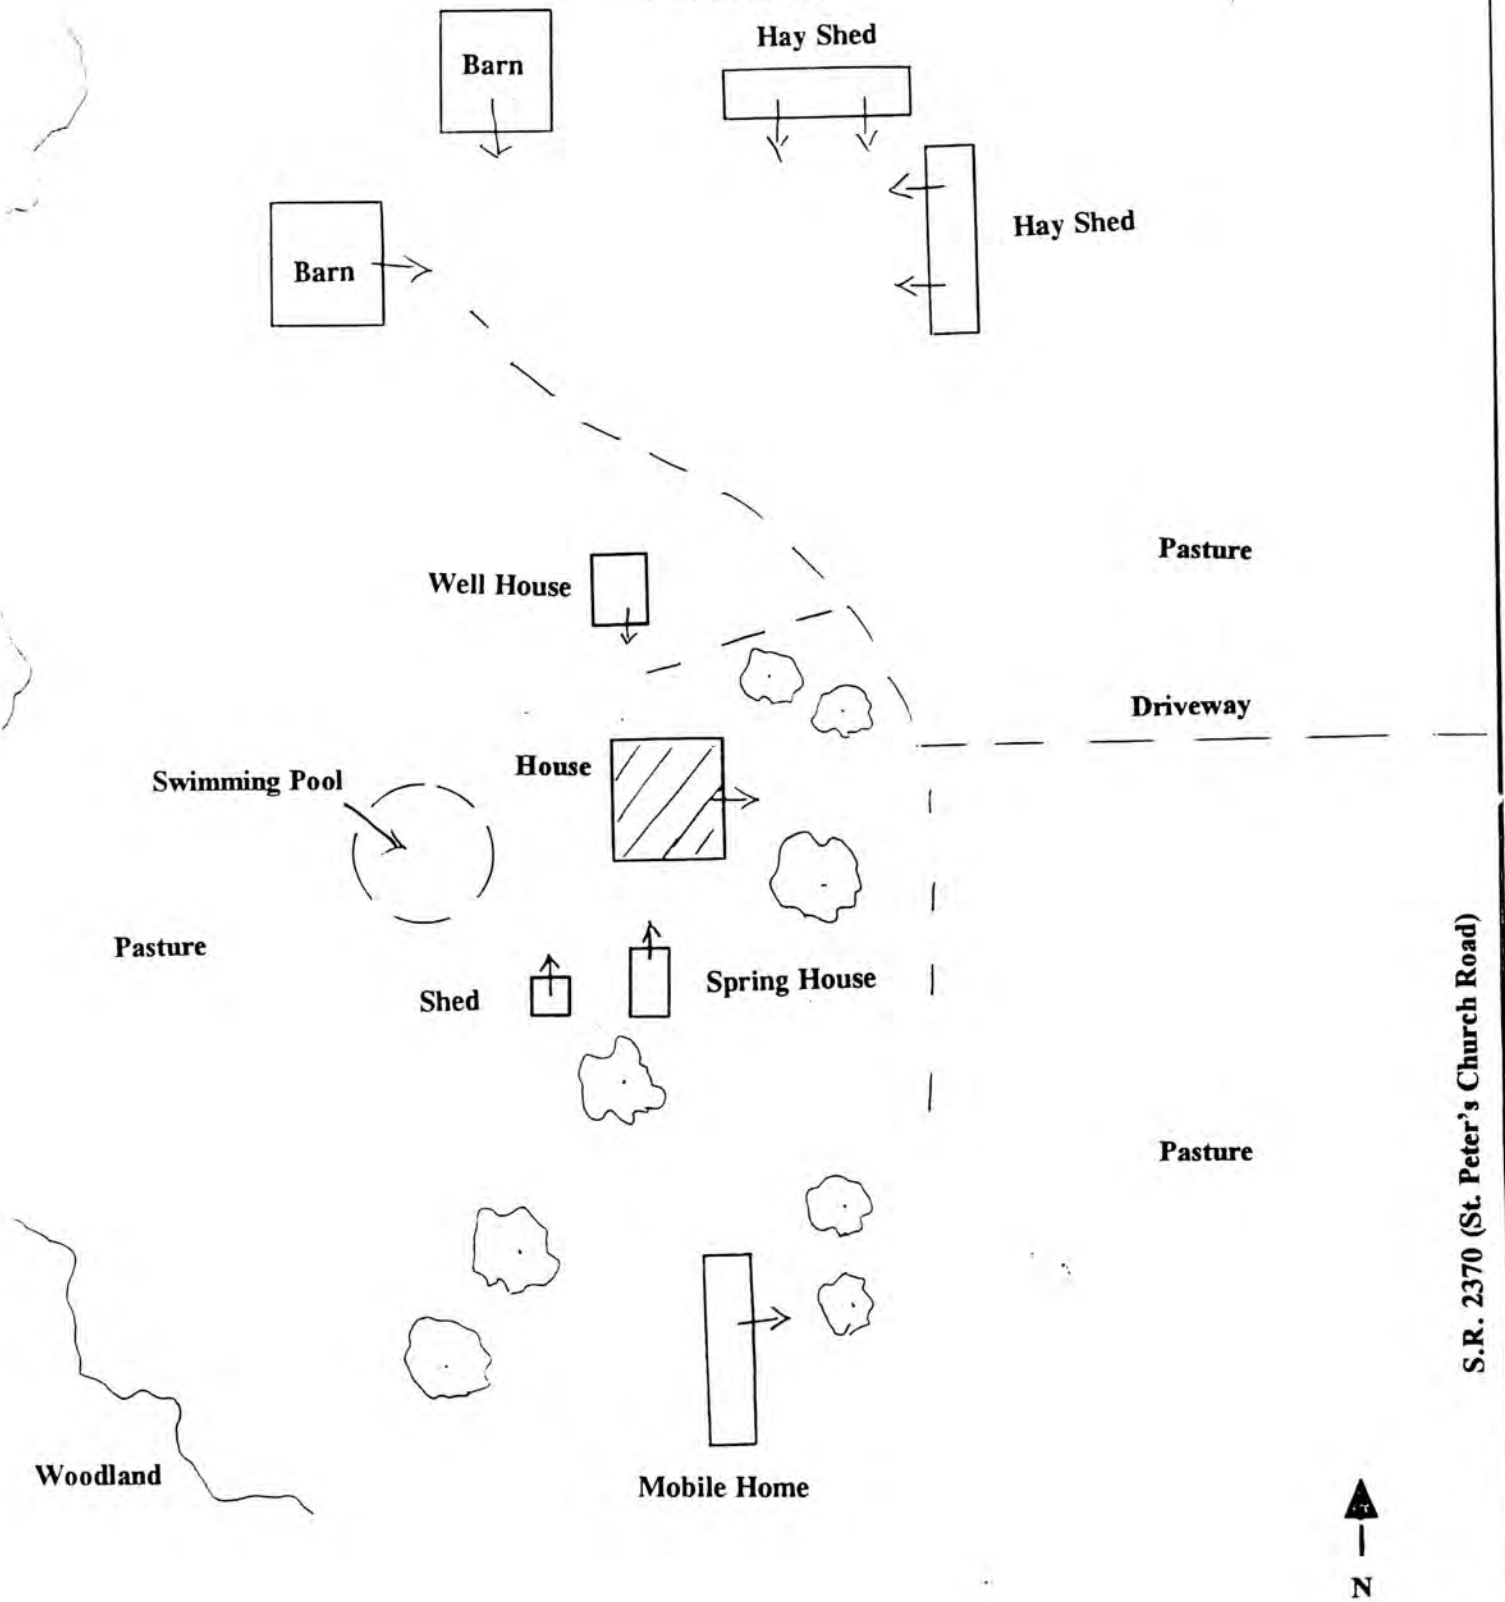 Barn
Hay Shed
Barn
Hay Shed
Well House
Pasture
Driveway
House
Swimming Pool
Pasture
Shed
Spring House
Pasture
S.R. 2370 (St. Peter's Church Road)
Woodland
Mobile Home
N